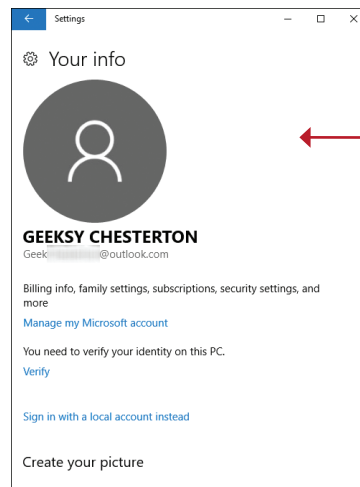 Settings
Your info
GEEKSY CHESTERTON
Geek @outlook.com
Billing info, family settings, subscriptions, security settings, and
more
Manage my Microsoft account
You need to verify your identity on this PC.
Verify
Sign in with a local account instead
Create your picture